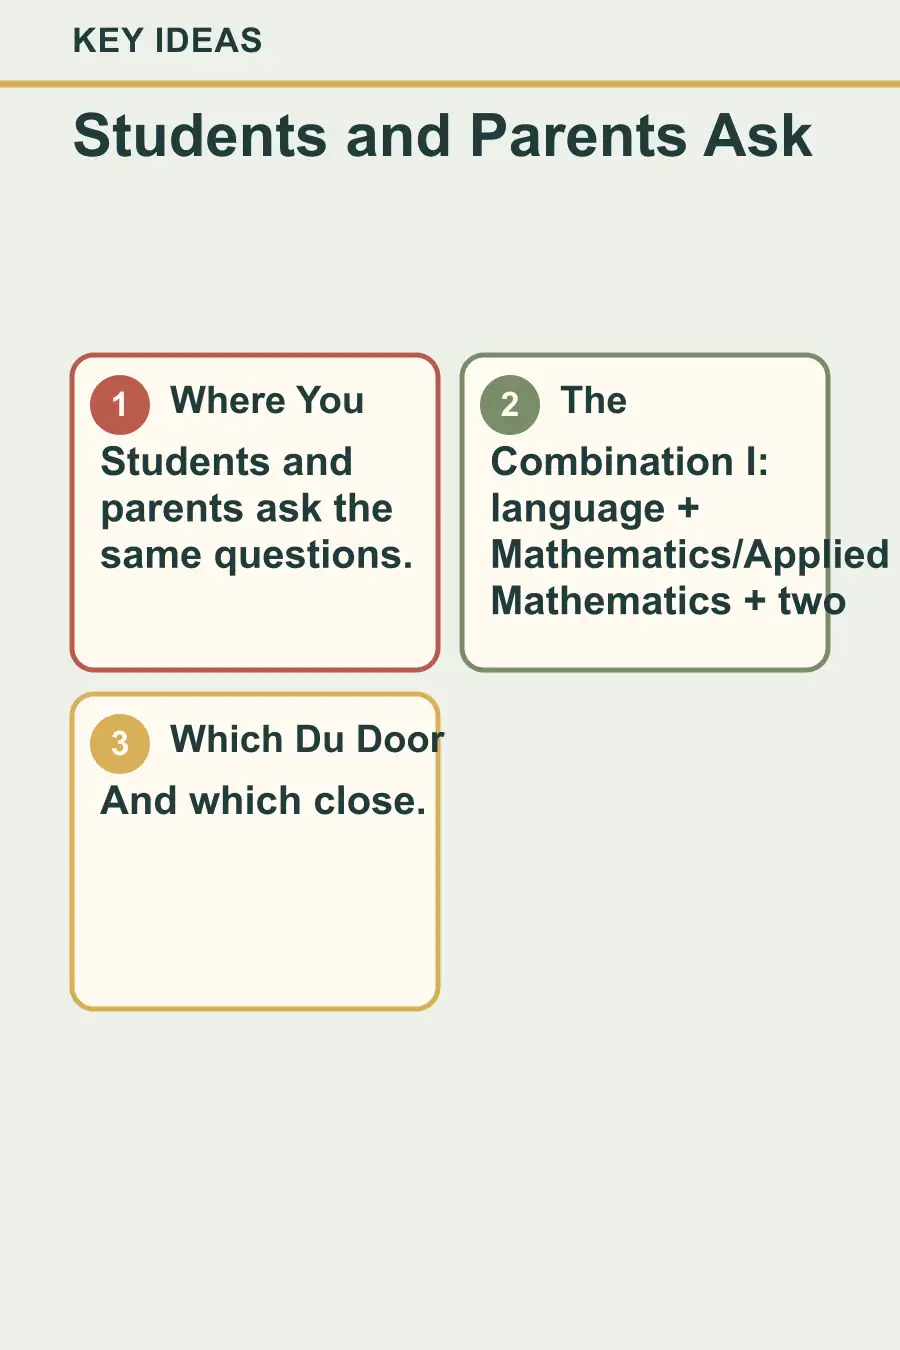 KEY IDEAS
Students and Parents Ask
1 Where You
Students and
parents ask the
same questions.
2 The
Combination I:
language +
Mathematics/Applied
Mathematics + two
3 Which Du Door
And which close.